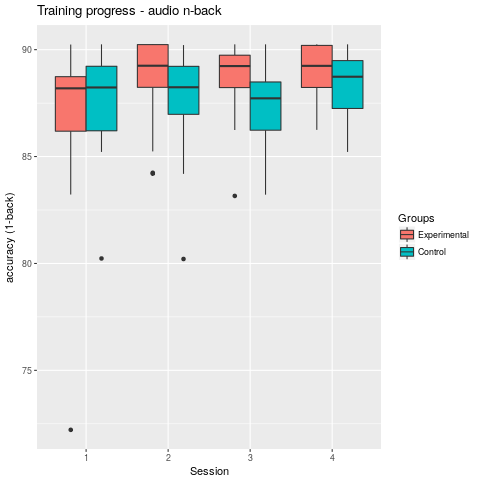 Training progress - audio n-back
accuracy (1-back)
90
85
80
75
1 2 3 4
Session
Groups
Experimental
Control